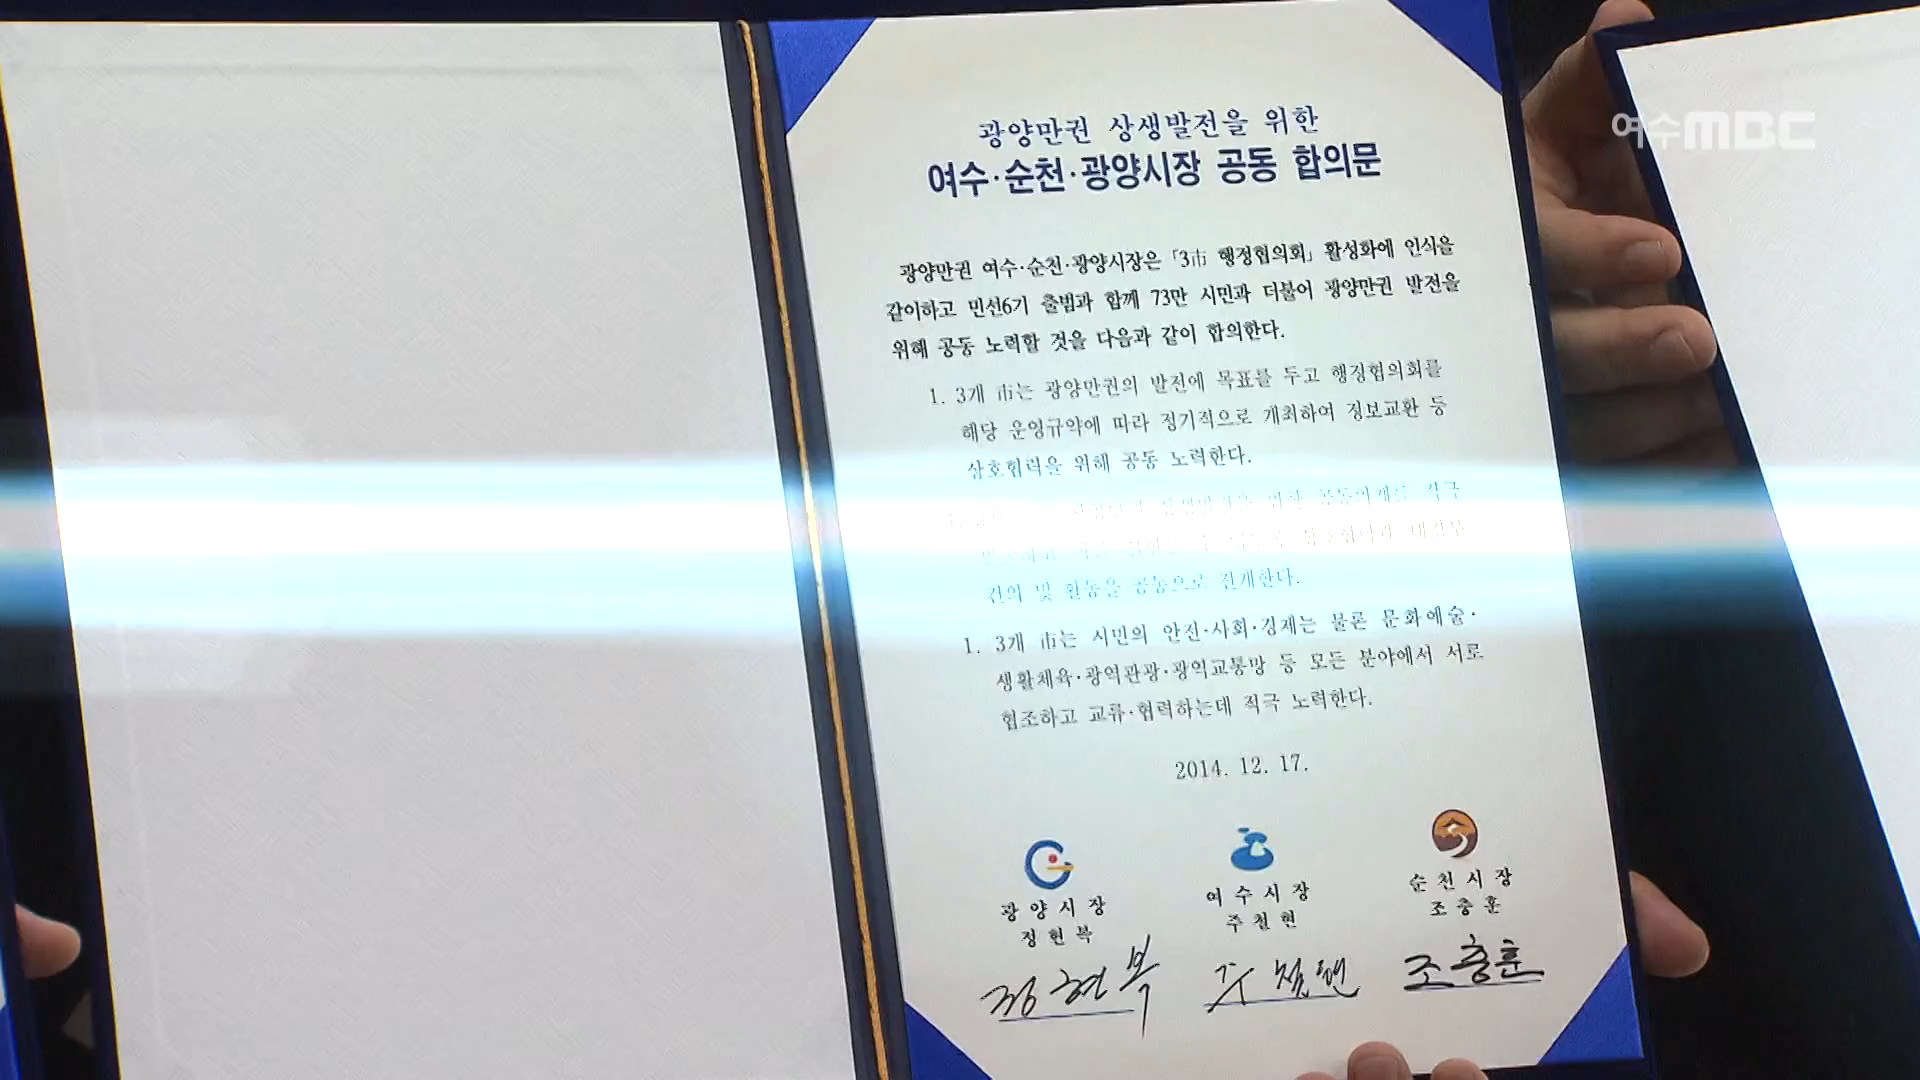 광양만권 상생발전을 위한
여수·순천·광양시장 공동 합의문
여수MBC
광양만권 여수·순천·광양시장은 「3市 행정협의회」 활성화에 인식을
같이하고 민선6기 출범과 함께 73만 시민과 더불어 광양만권 발전을
위해 공동 노력할 것을 다음과 같이 합의한다.
1. 3개 市는 광양만권의 발전에 목표를 두고 행정협의회를
해당 운영규약에 따라 정기적으로 개최하여 정보교환 등
상호협력을 위해 공동 노력한다.
건의 및 활동을 공동으로 전개한다.
1. 3개 市는 시민의 안전·사회·경제는 물론 문화예술·
생활체육·광역관광·광역교통망 등 모든 분야에서 서로
협조하고 교류·협력하는데 적극 노력한다.
2014. 12. 17.
광양시장 여수시장 순천시장
정현복 주철현 조충훈
정현복 주철현 조충훈